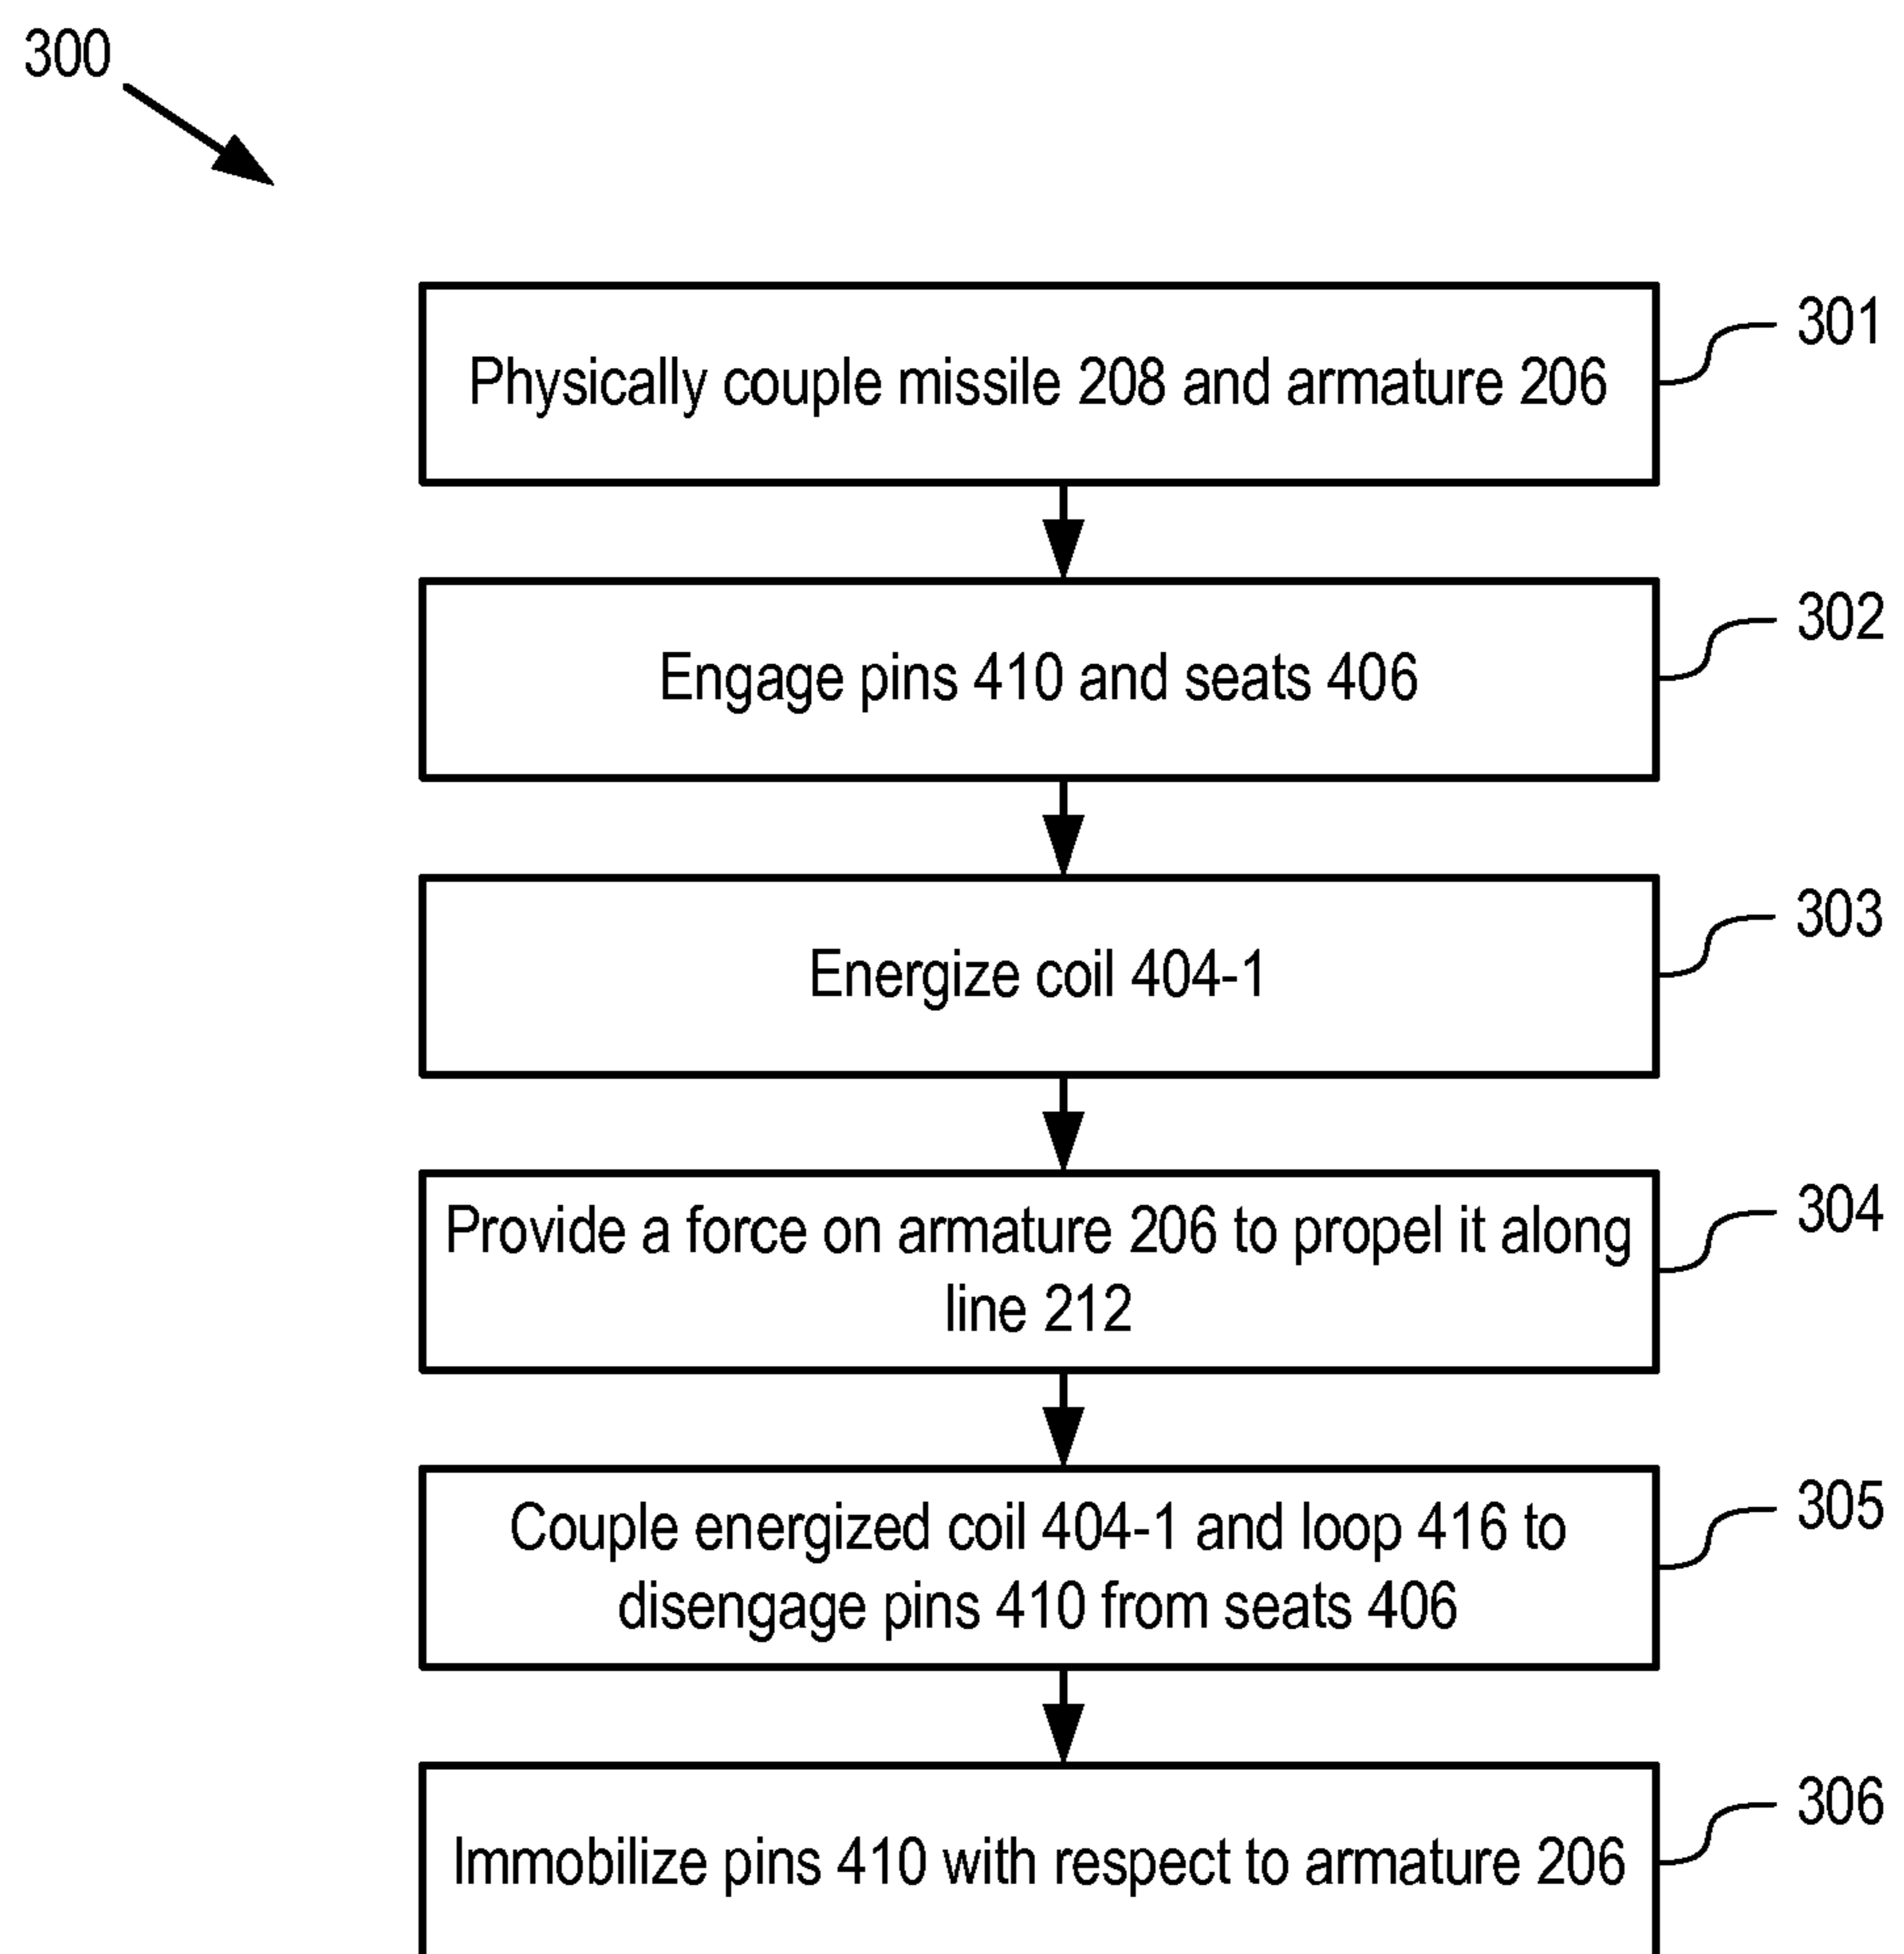 300
Physically couple missile 208 and armature 206
301
Engage pins 410 and seats 406
302
Energize coil 404-1
303
Provide a force on armature 206 to propel it along
line 212
304
Couple energized coil 404-1 and loop 416 to
disengage pins 410 from seats 406
305
Immobilize pins 410 with respect to armature 206
306